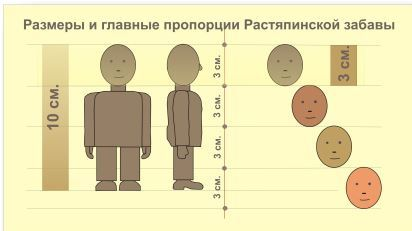 Размеры и главные пропорции Растяпинской забавы
10 см.
3 см.
3 см.
3 см.
3 см.
3 см.